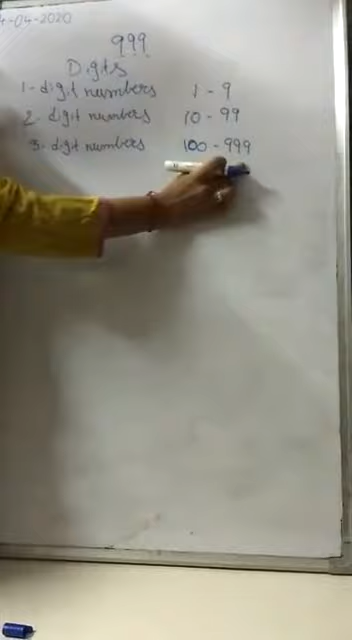 4-04-2020
999
Digits
1- digit numbers 1 - 9
2- digit numbers 10 - 99
3- digit numbers 100 - 999